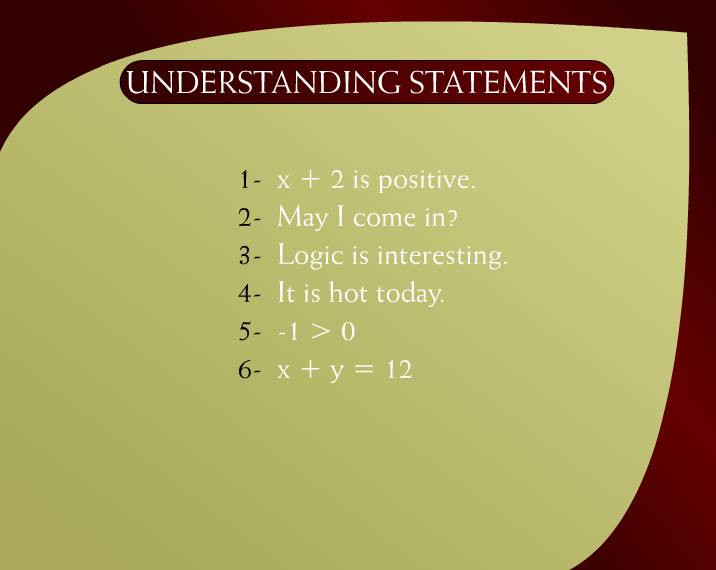 UNDERSTANDING STATEMENTS
1- x + 2 is positive.
2- May I come in?
3- Logic is interesting.
4- It is hot today.
5- -1 > 0
6- x + y = 12